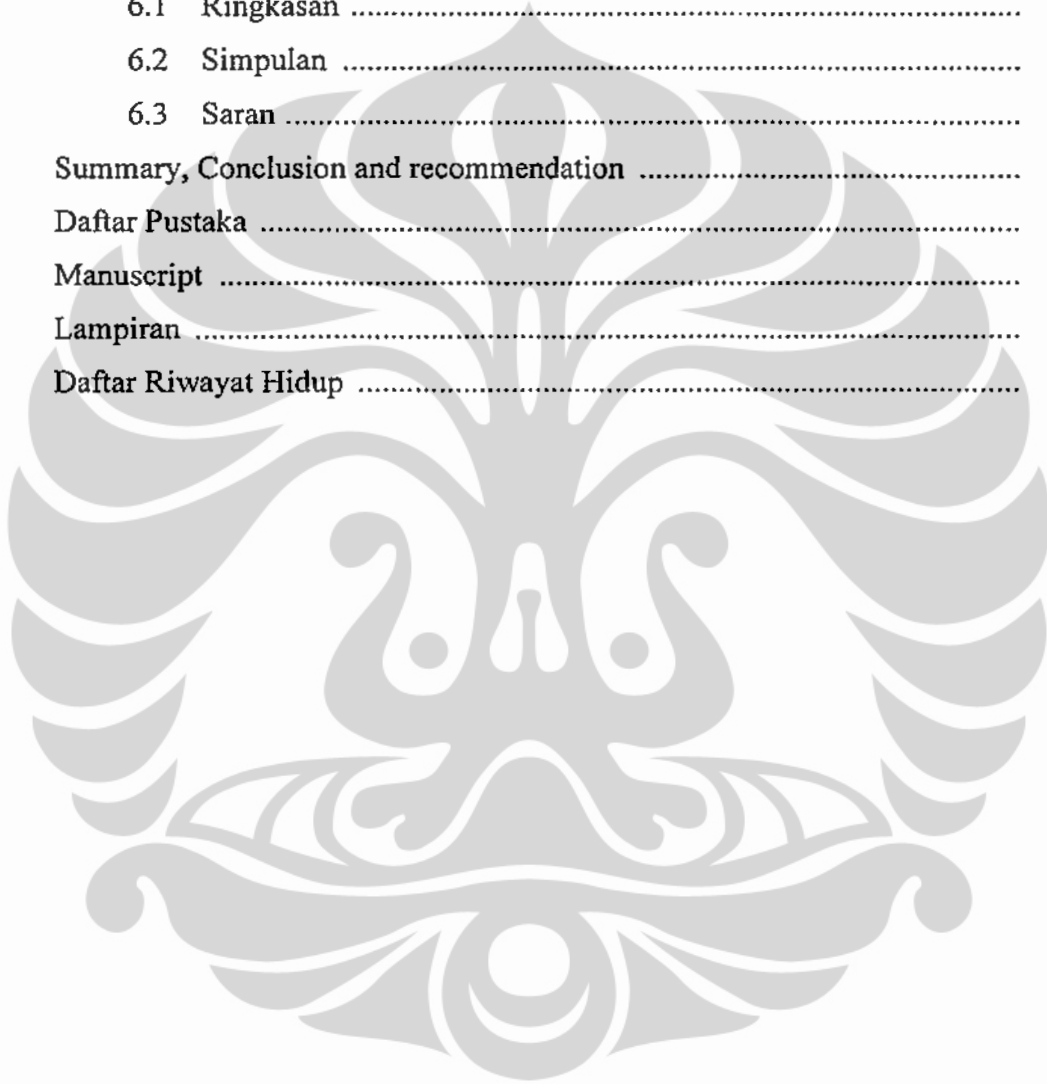 6.1 Ringkasan ........................................................................
6.2 Simpulan ........................................................................
6.3 Saran ........................................................................
Summary, Conclusion and recommendation ........................................
Daftar Pustaka ........................................................................
Manuscript ........................................................................
Lampiran ........................................................................
Daftar Riwayat Hidup ........................................................................